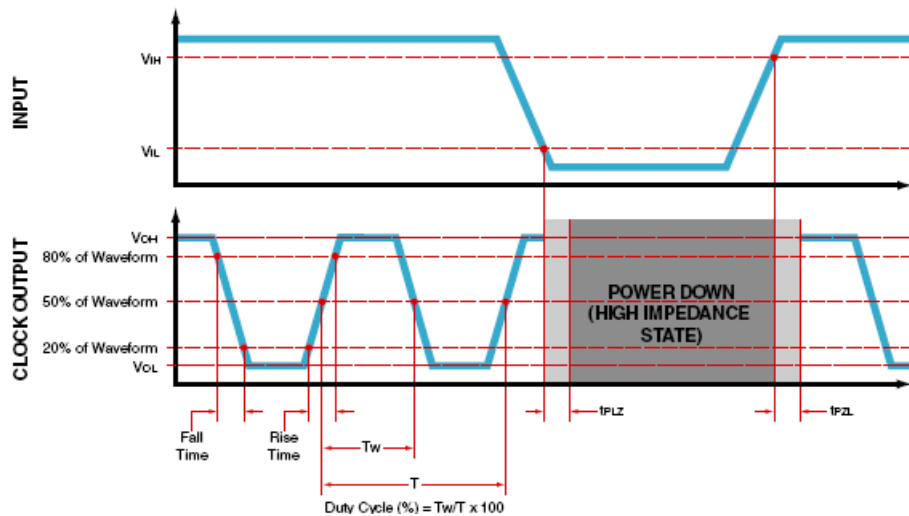 INPUT
VIH
VIL
CLOCK OUTPUT
VOH
80% of Waveform
50% of Waveform
20% of Waveform
VOL
POWER DOWN
(HIGH IMPEDANCE
STATE)
Fall
Time
Rise
Time
Tw
tPLZ
tPZL
T
Duty Cycle (%) = Tw/T x 100